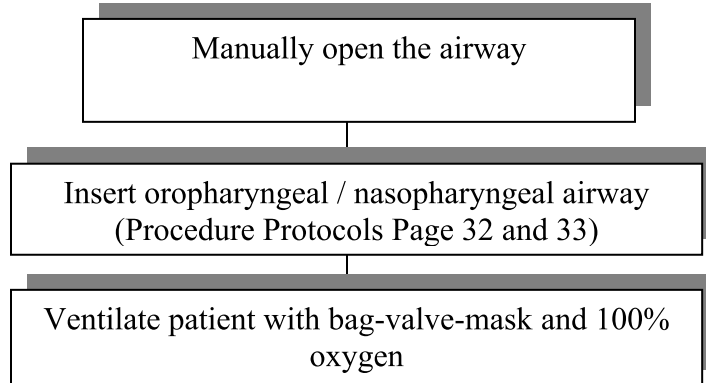 Manually open the airway
Insert oropharyngeal / nasopharyngeal airway
(Procedure Protocols Page 32 and 33)
Ventilate patient with bag-valve-mask and 100%
oxygen